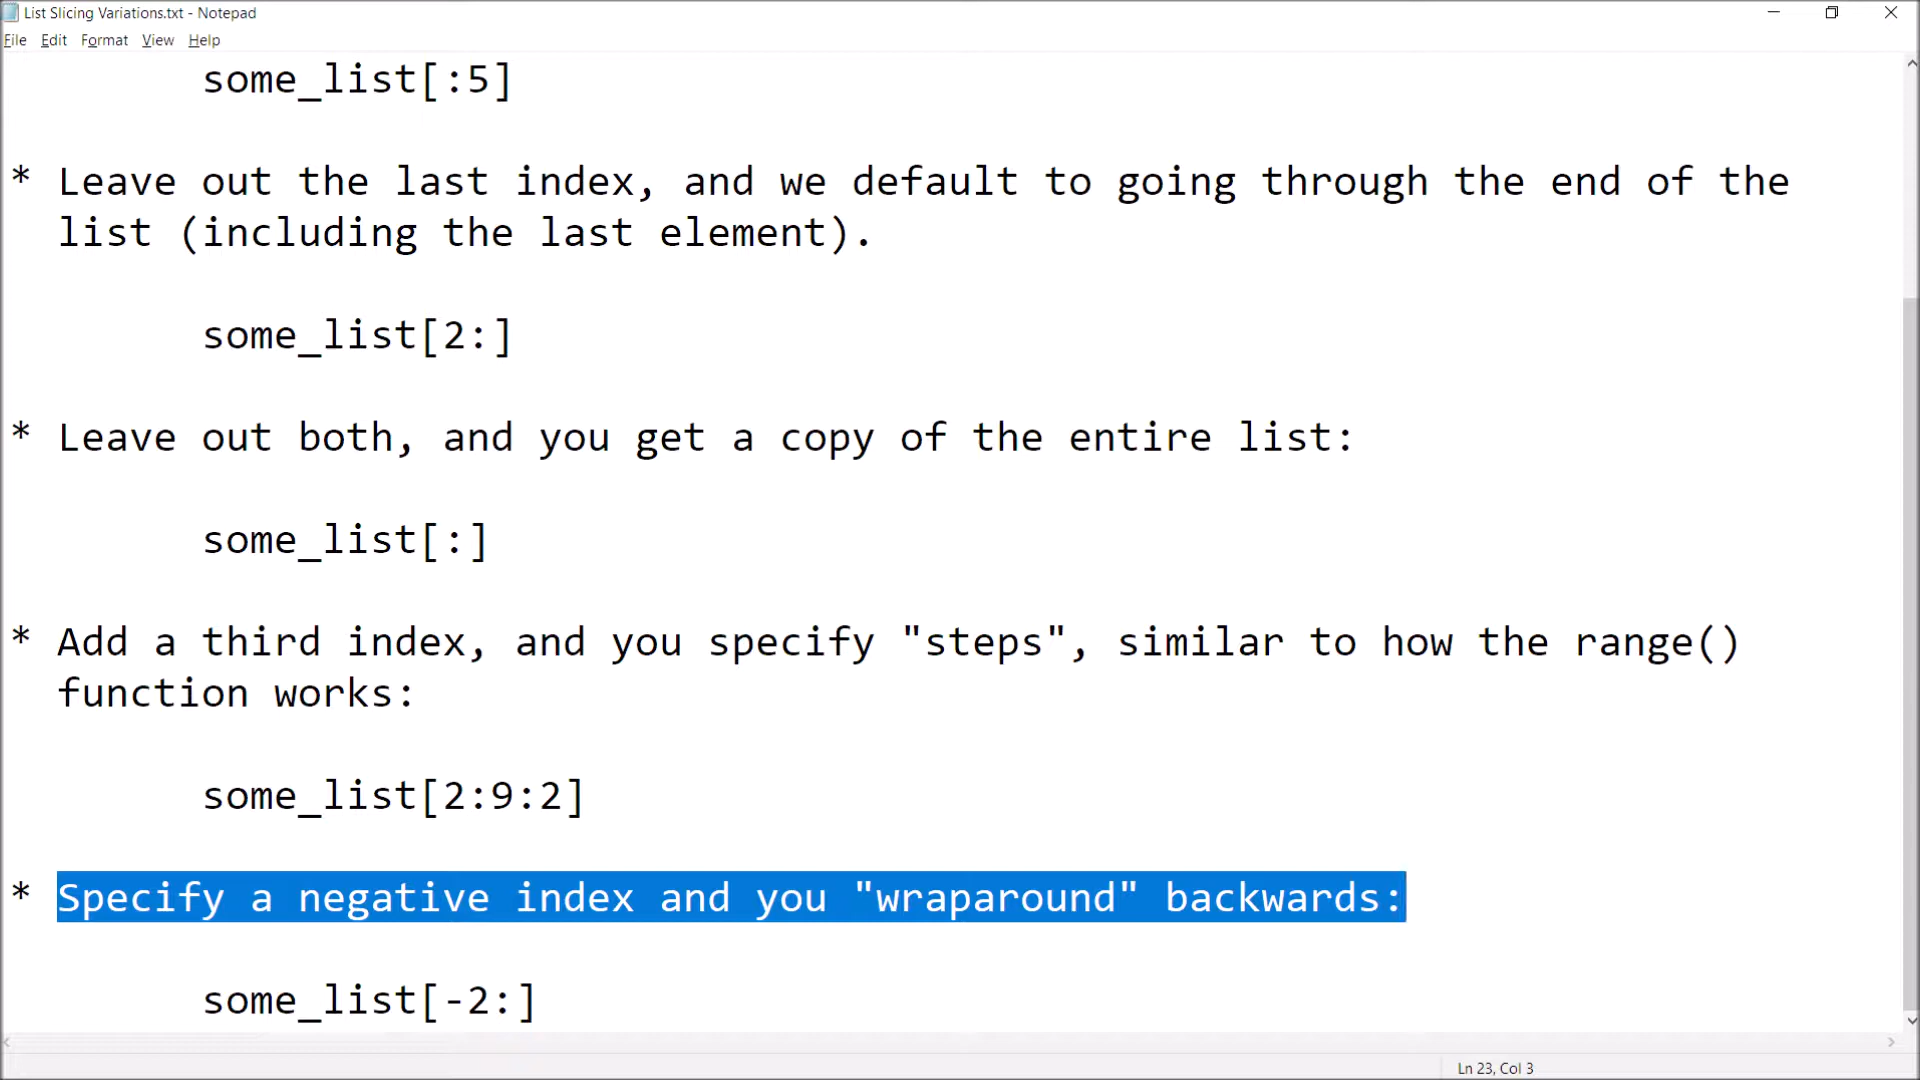 List Slicing Variations.txt - Notepad
File Edit Format View Help
some_list[:5]
* Leave out the last index, and we default to going through the end of the
list (including the last element).
some_list[2:]
* Leave out both, and you get a copy of the entire list:
some_list[:]
* Add a third index, and you specify "steps", similar to how the range()
function works:
some_list[2:9:2]
* Specify a negative index and you "wraparound" backwards:
some_list[-2:]
Ln 23, Col 3